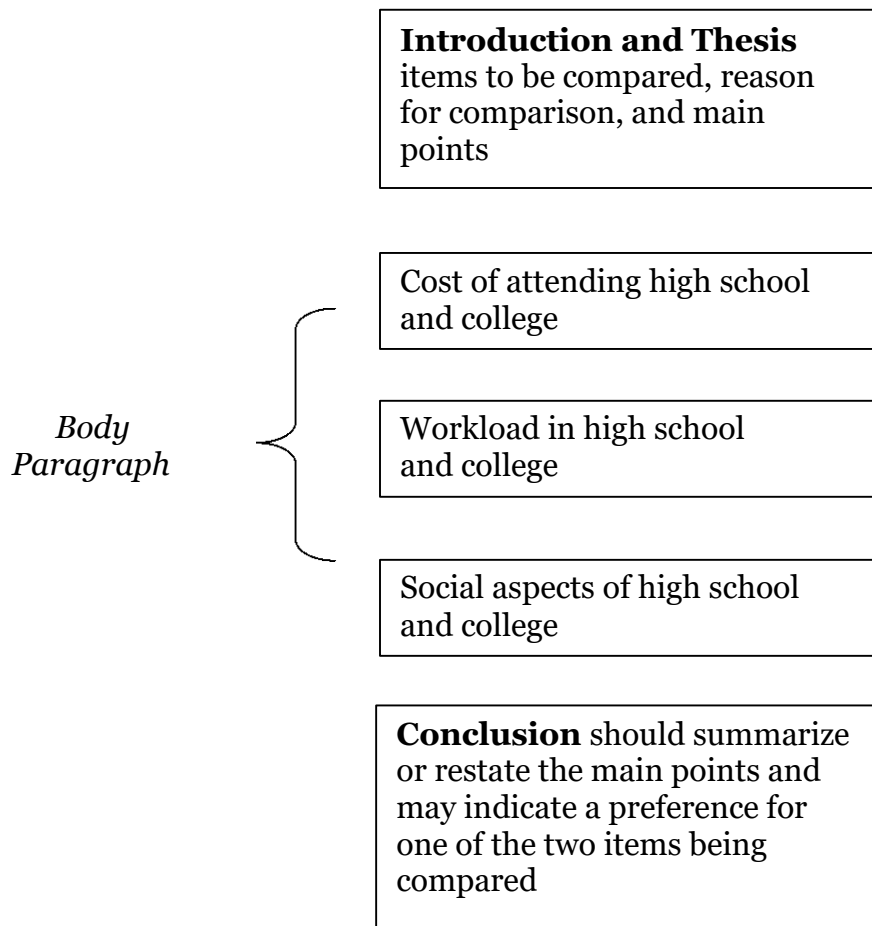 Introduction and Thesis
items to be compared, reason
for comparison, and main
points
Cost of attending high school
and college
Body
Paragraph
Workload in high school
and college
Social aspects of high school
and college
Conclusion should summarize
or restate the main points and
may indicate a preference for
one of the two items being
compared